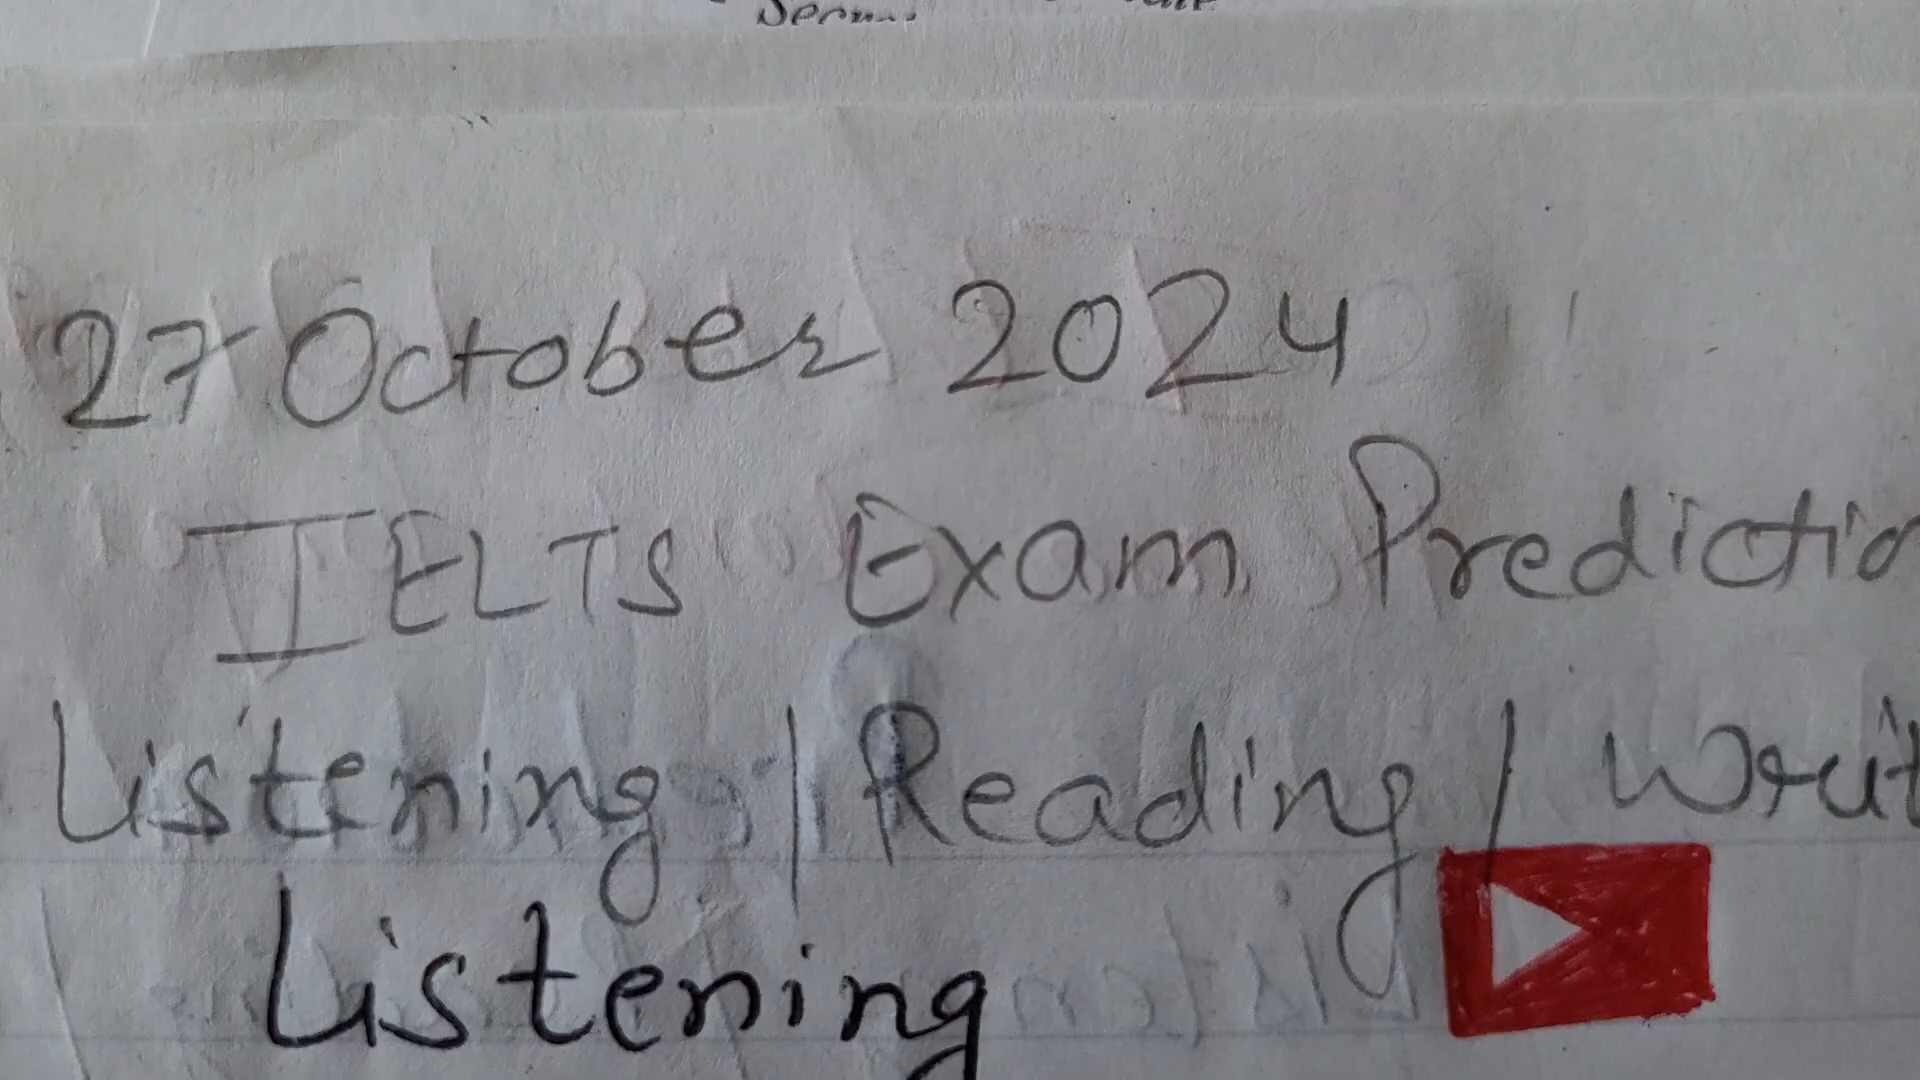 27 October 2024
IELTS Exam Predictio
Listening / Reading / Writ
Listening